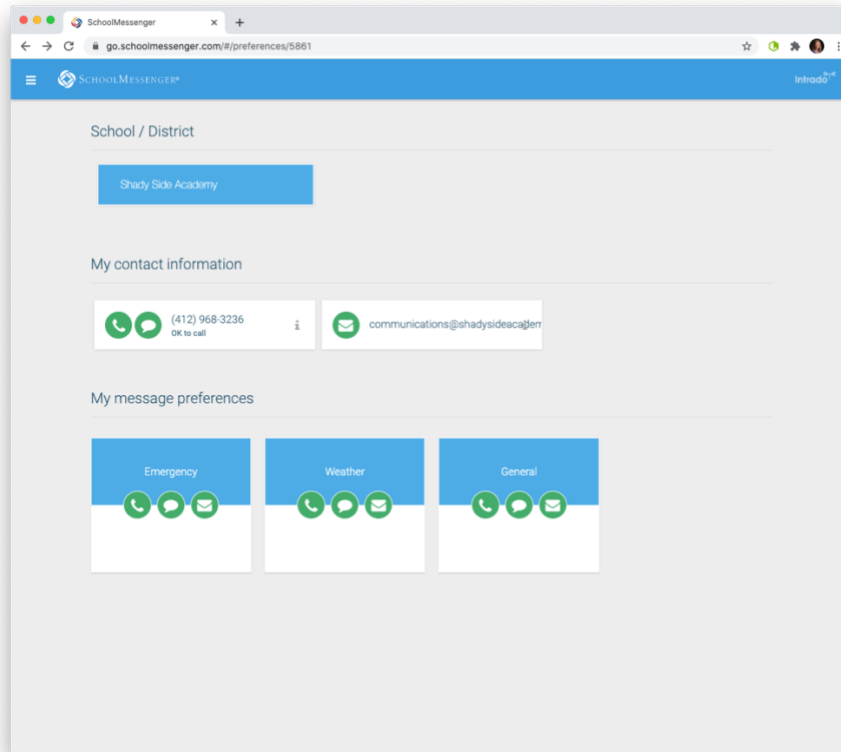 SchoolMessenger
go.schoolmessenger.com/#/preferences/5861
SCHOOLMESSENGER®
intrado
School / District
Shady Side Academy
My contact information
(412) 968-3236
OK to call
communications@shadysideacadem
My message preferences
Emergency
Weather
General